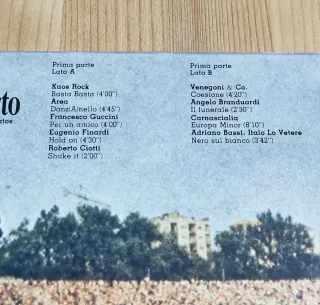 Prima parte
Lato A
Kaos Rock
Basta Basta (4'00")
Area
Danz(A)nello (4'45")
Francesco Guccini
Per un amico (4'00")
Eugenio Finardi
Hold on (4'30")
Roberto Ciotti
Shake it (2'00")
Prima parte
Lato B
Venegoni & Co.
Coesione (4'20")
Angelo Branduardi
Il funerale (2'30")
Carnascialia
Europa Minor (8'10")
Adriano Bassi, Italo Lo Vetere
Nero sul bianco (3'42")